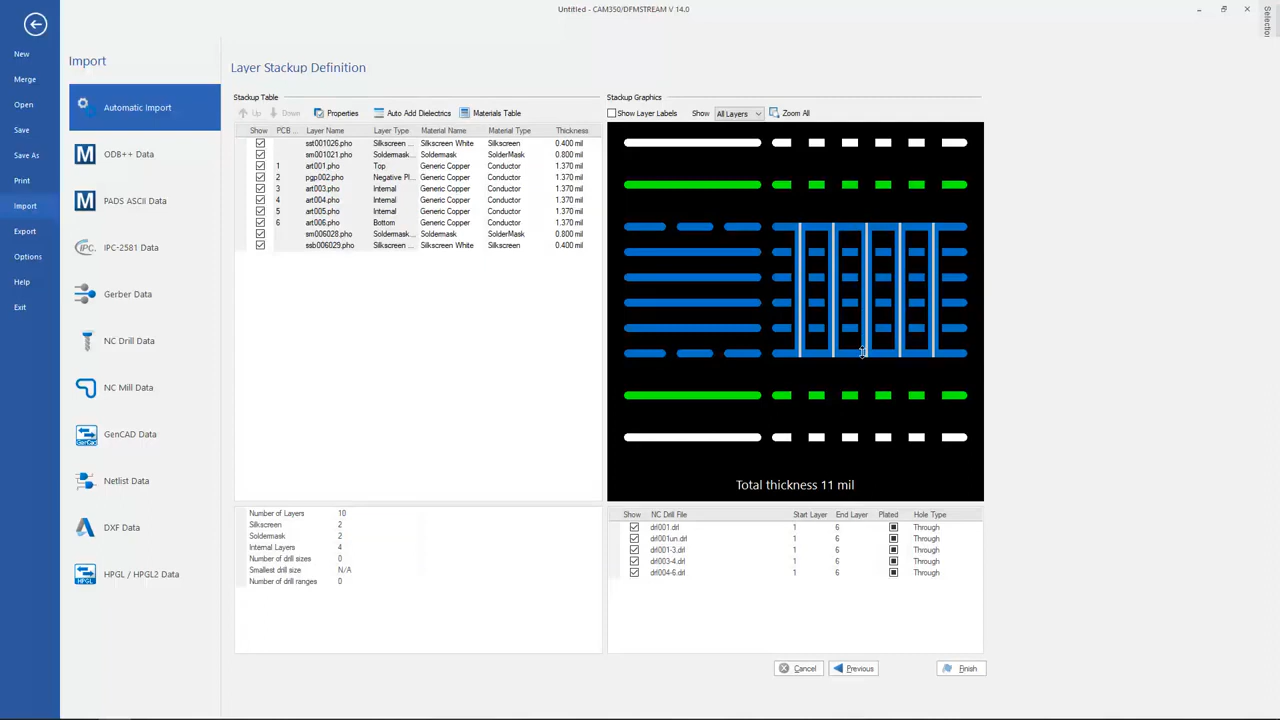 Untitled - CAM350/DFMSTREAM V 14.0
Selection
New
Merge
Open
Save
Save As
Print
Import
Export
Options
Help
Exit
Import
Automatic Import
M ODB++ Data
M PADS ASCII Data
IPC IPC-2581 Data
Gerber Data
NC Drill Data
NC Mill Data
GenCAD GenCAD Data
Netlist Data
DXF Data
HPGL HPGL / HPGL2 Data
Layer Stackup Definition
Stackup Table
Up Down Properties Auto Add Dielectrics Materials Table
Show PCB... Layer Name Layer Type Material Name Material Type Thickness
sst001026.pho Silkscreen ... Silkscreen White Silkscreen 0.400 mil
sm001021.pho Soldermask... Soldermask SolderMask 0.800 mil
1 art001.pho Top Generic Copper Conductor 1.370 mil
2 pgp002.pho Negative Pl... Generic Copper Conductor 1.370 mil
3 art003.pho Internal Generic Copper Conductor 1.370 mil
4 art004.pho Internal Generic Copper Conductor 1.370 mil
5 art005.pho Internal Generic Copper Conductor 1.370 mil
6 art006.pho Bottom Generic Copper Conductor 1.370 mil
sm006028.pho Soldermask... Soldermask SolderMask 0.800 mil
ssb006029.pho Silkscreen ... Silkscreen White Silkscreen 0.400 mil
Stackup Graphics
Show Layer Labels Show All Layers Zoom All
Total thickness 11 mil
Number of Layers 10
Silkscreen 2
Soldermask 2
Internal Layers 4
Number of drill sizes 0
Smallest drill size N/A
Number of drill ranges 0
Show NC Drill File Start Layer End Layer Plated Hole Type
drl001.drl 1 6 Through
drl001un.drl 1 6 Through
drl001-3.drl 1 6 Through
drl003-4.drl 1 6 Through
drl004-6.drl 1 6 Through
Cancel Previous Finish